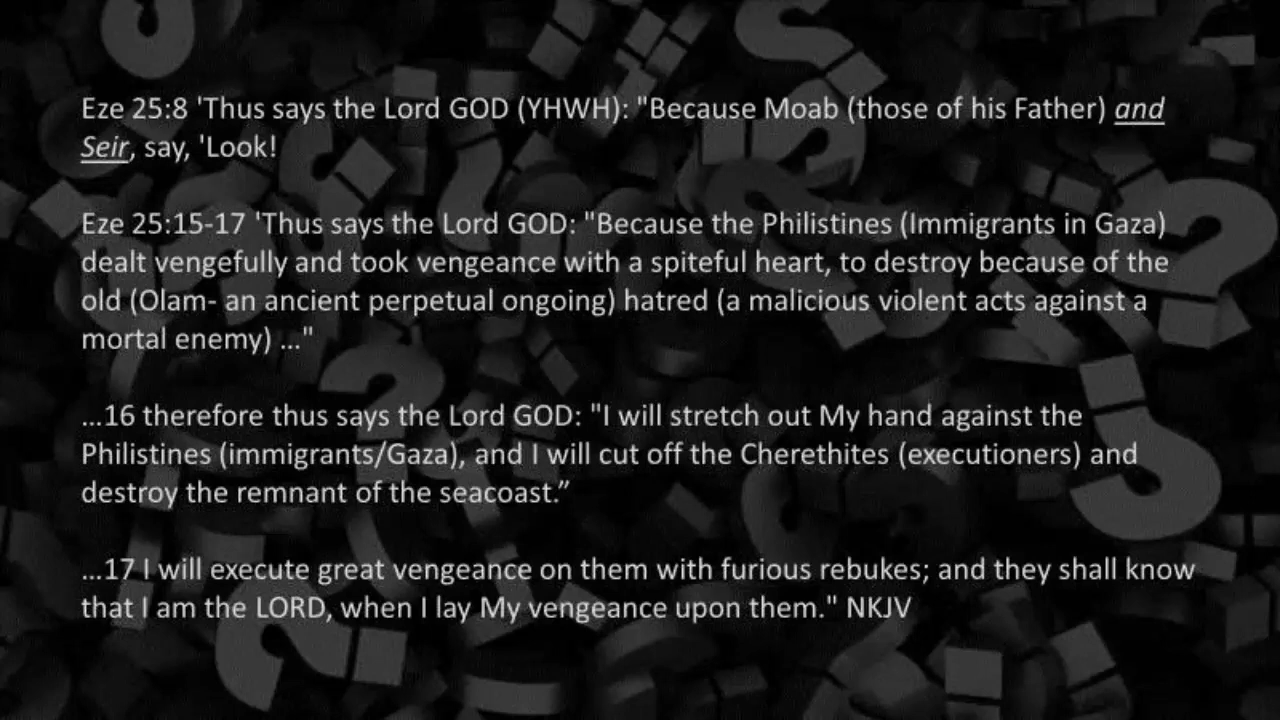 Eze 25:8 'Thus says the Lord GOD (YHWH): "Because Moab (those of his Father) and
Seir, say, 'Look!
Eze 25:15-17 'Thus says the Lord GOD: "Because the Philistines (Immigrants in Gaza)
dealt vengefully and took vengeance with a spiteful heart, to destroy because of the
old (Olam- an ancient perpetual ongoing) hatred (a malicious violent acts against a
mortal enemy) ..."
...16 therefore thus says the Lord GOD: "I will stretch out My hand against the
Philistines (immigrants/Gaza), and I will cut off the Cherethites (executioners) and
destroy the remnant of the seacoast.”
...17 I will execute great vengeance on them with furious rebukes; and they shall know
that I am the LORD, when I lay My vengeance upon them." NKJV